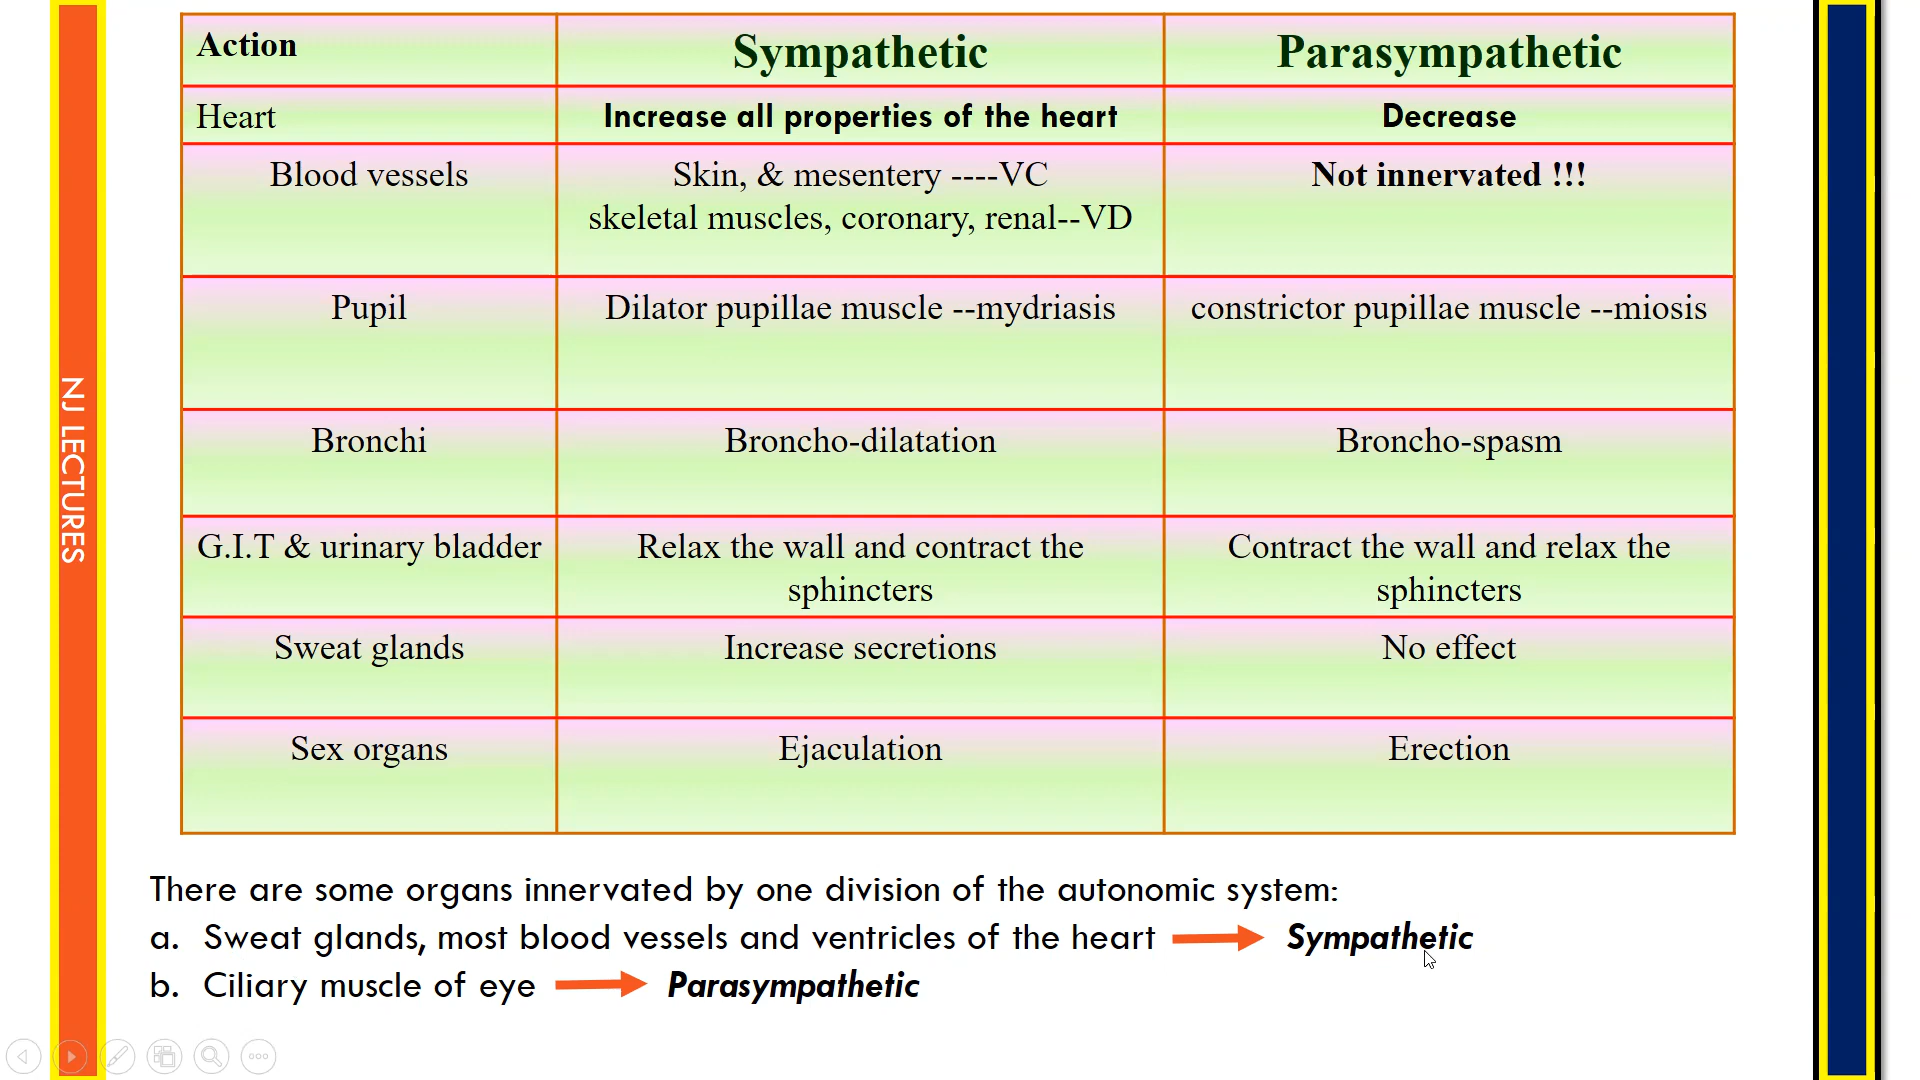 NJ LECTURES
Action Sympathetic Parasympathetic
Heart Increase all properties of the heart Decrease
Blood vessels Skin, & mesentery ----VC Not innervated !!!
skeletal muscles, coronary, renal--VD
Pupil Dilator pupillae muscle --mydriasis constrictor pupillae muscle --miosis
Bronchi Broncho-dilatation Broncho-spasm
G.I.T & urinary bladder Relax the wall and contract the Contract the wall and relax the
sphincters sphincters
Sweat glands Increase secretions No effect
Sex organs Ejaculation Erection
There are some organs innervated by one division of the autonomic system:
a. Sweat glands, most blood vessels and ventricles of the heart Sympathetic
b. Ciliary muscle of eye Parasympathetic